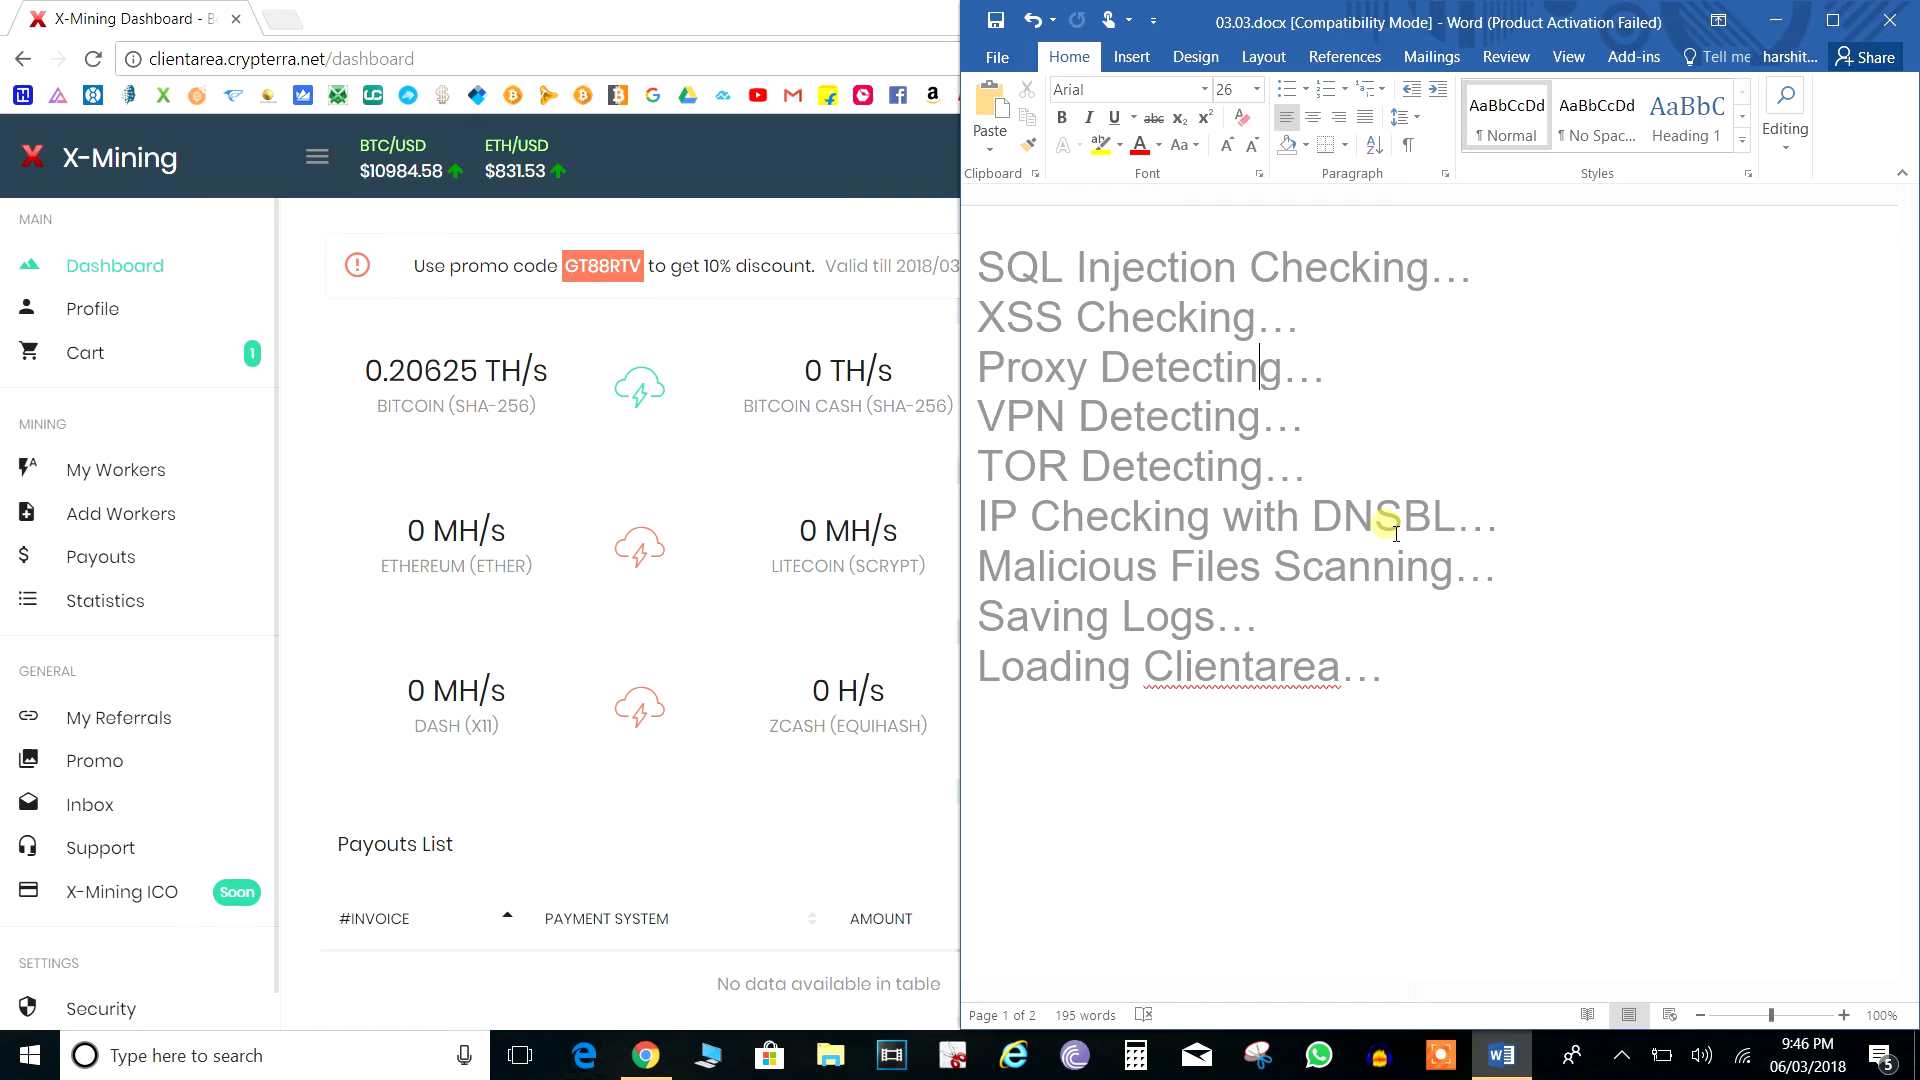 X-Mining Dashboard - B
clientarea.crypterra.net/dashboard
X-Mining
BTC/USD
$10984.58
ETH/USD
$831.53
MAIN
Dashboard
Profile
Cart
1
MINING
My Workers
Add Workers
Payouts
Statistics
GENERAL
My Referrals
Promo
Inbox
Support
X-Mining ICO
Soon
SETTINGS
Security
Use promo code GT88RTV to get 10% discount. Valid till 2018/03
0.20625 TH/s
BITCOIN (SHA-256)
0 TH/s
BITCOIN CASH (SHA-256)
0 MH/s
ETHEREUM (ETHER)
0 MH/s
LITECOIN (SCRYPT)
0 MH/s
DASH (X11)
0 H/s
ZCASH (EQUIHASH)
Payouts List
#INVOICE
PAYMENT SYSTEM
AMOUNT
No data available in table
03.03.docx [Compatibility Mode] - Word (Product Activation Failed)
File
Home
Insert
Design
Layout
References
Mailings
Review
View
Add-ins
Tell me
harshit...
Share
Paste
Clipboard
Arial
26
Font
Paragraph
AaBbCcDd
¶ Normal
AaBbCcDd
¶ No Spac...
AaBbC
Heading 1
Styles
Editing
SQL Injection Checking…
XSS Checking…
Proxy Detecting…
VPN Detecting…
TOR Detecting…
IP Checking with DNSBL…
Malicious Files Scanning…
Saving Logs…
Loading Clientarea…
Page 1 of 2
195 words
100%
Type here to search
9:46 PM
06/03/2018
5